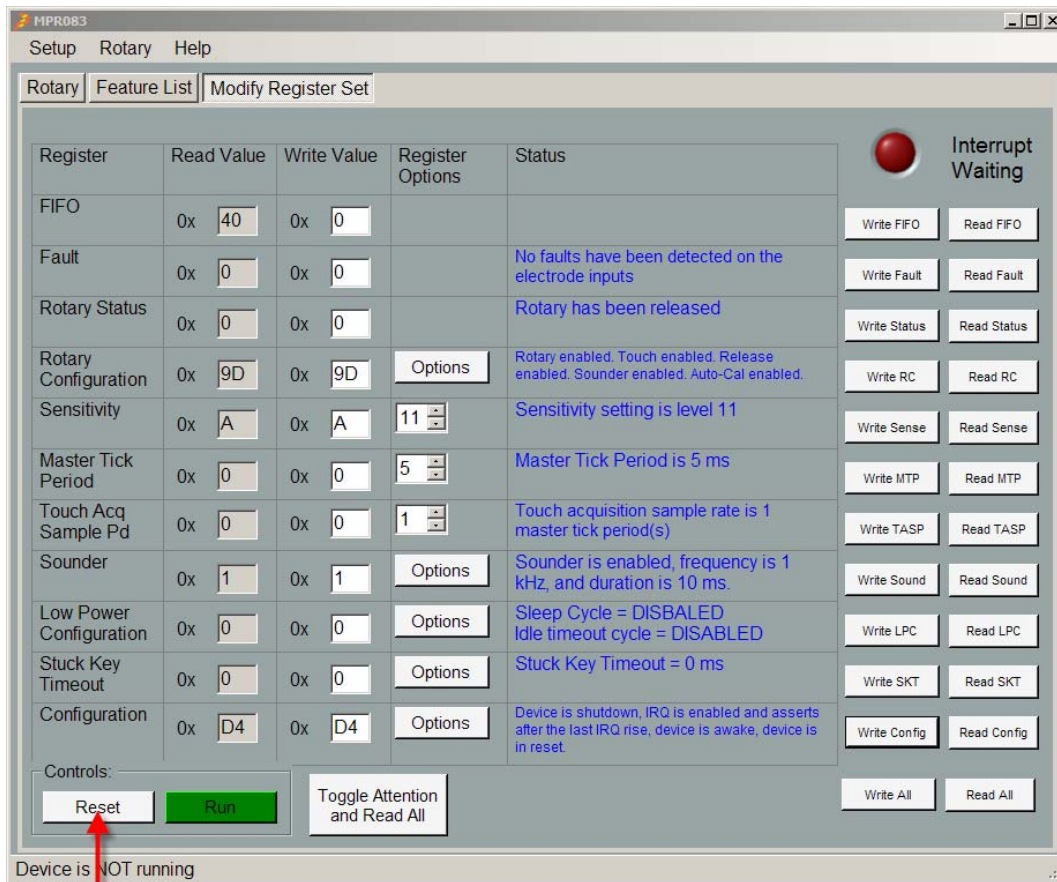 MPR083
Setup Rotary Help
Rotary Feature List Modify Register Set
Register Read Value Write Value Register Options Status
Interrupt Waiting
FIFO 0x 40 0x 0 Write FIFO Read FIFO
Fault 0x 0 0x 0 No faults have been detected on the electrode inputs Write Fault Read Fault
Rotary Status 0x 0 0x 0 Rotary has been released Write Status Read Status
Rotary Configuration 0x 9D 0x 9D Options Rotary enabled. Touch enabled. Release enabled. Sounder enabled. Auto-Cal enabled. Write RC Read RC
Sensitivity 0x A 0x A 11 Sensitivity setting is level 11 Write Sense Read Sense
Master Tick Period 0x 0 0x 0 5 Master Tick Period is 5 ms Write MTP Read MTP
Touch Acq Sample Pd 0x 0 0x 0 1 Touch acquisition sample rate is 1 master tick period(s) Write TASP Read TASP
Sounder 0x 1 0x 1 Options Sounder is enabled, frequency is 1 kHz, and duration is 10 ms. Write Sound Read Sound
Low Power Configuration 0x 0 0x 0 Options Sleep Cycle = DISBALED Idle timeout cycle = DISABLED Write LPC Read LPC
Stuck Key Timeout 0x 0 0x 0 Options Stuck Key Timeout = 0 ms Write SKT Read SKT
Configuration 0x D4 0x D4 Options Device is shutdown, IRQ is enabled and asserts after the last IRQ rise, device is awake, device is in reset. Write Config Read Config
Controls:
Reset Run Toggle Attention and Read All Write All Read All
Device is NOT running